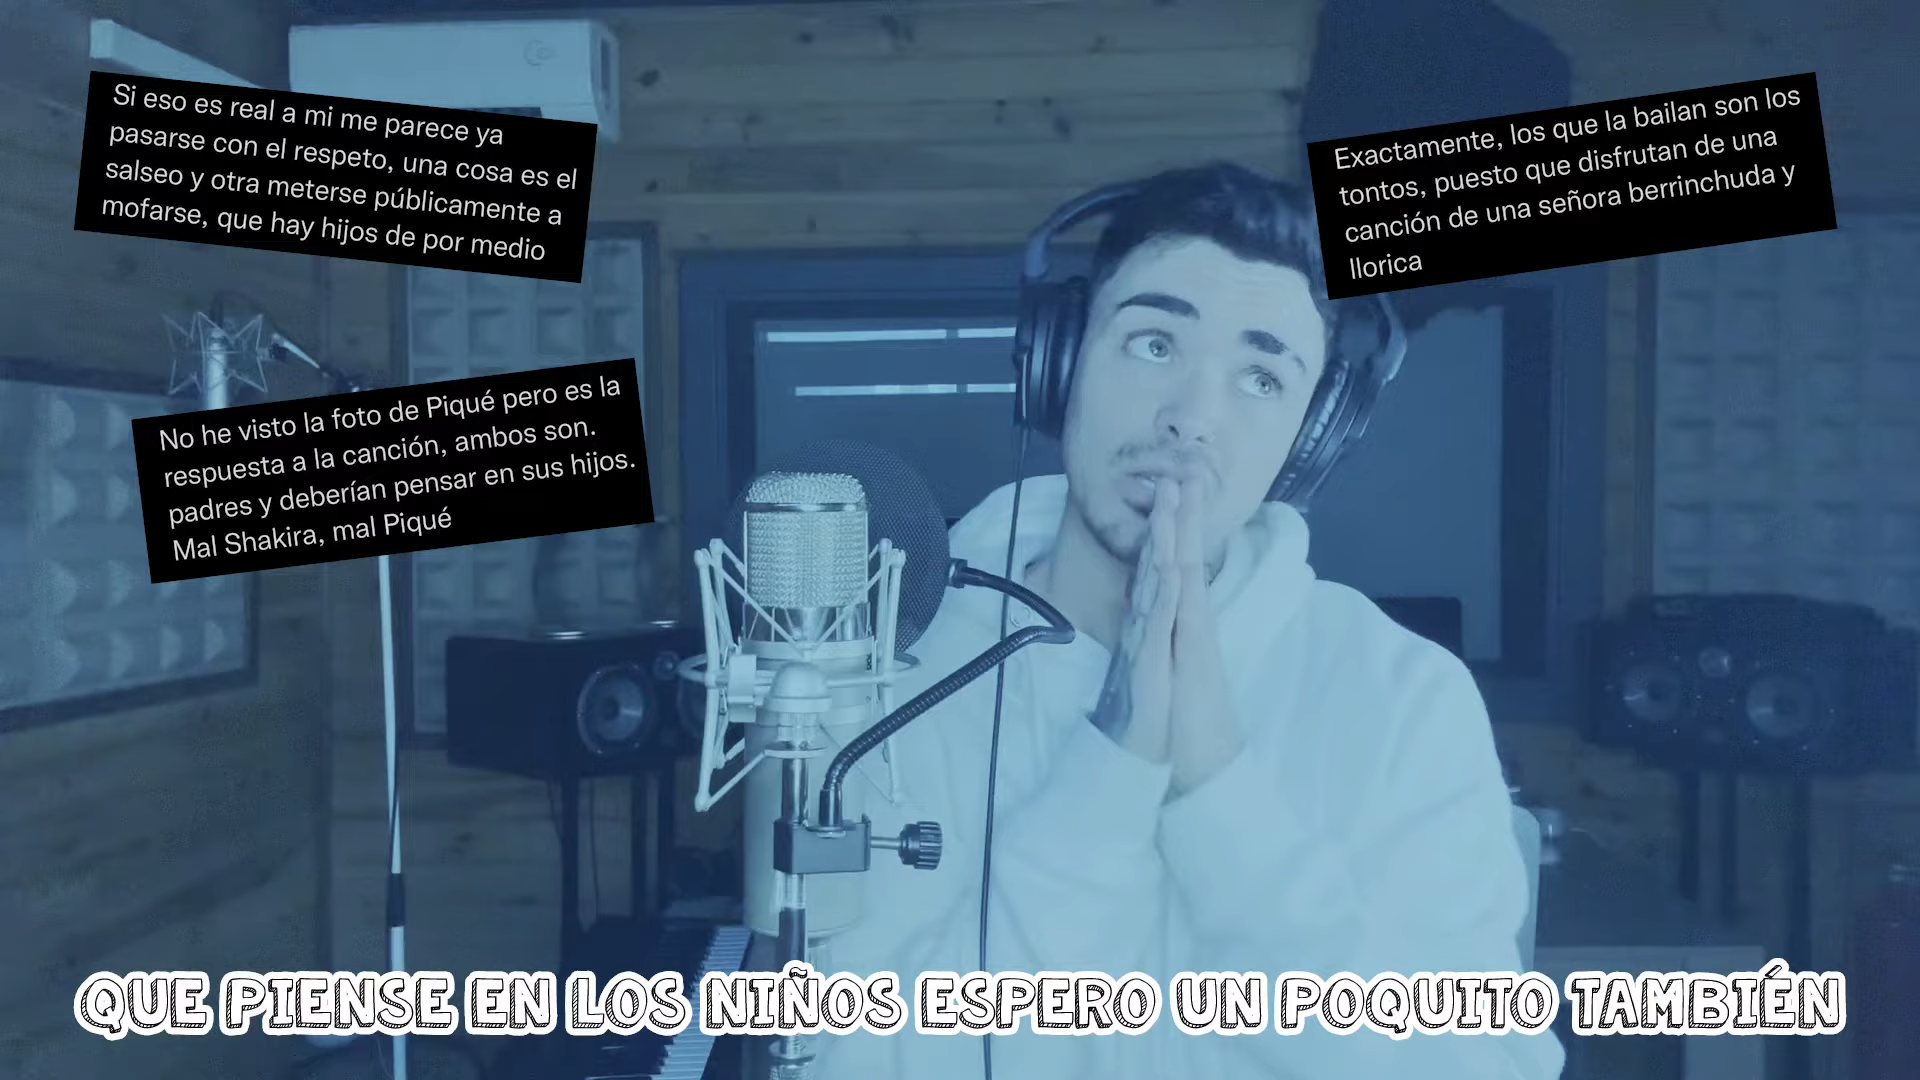 Si eso es real a mi me parece ya
pasarse con el respeto, una cosa es el
salseo y otra meterse públicamente a
mofarse, que hay hijos de por medio
Exactamente, los que la bailan son los
tontos, puesto que disfrutan de una
canción de una señora berrinchuda y
llorica
No he visto la foto de Piqué pero es la
respuesta a la canción, ambos son.
padres y deberían pensar en sus hijos.
Mal Shakira, mal Piqué
QUE PIENSE EN LOS NIÑOS ESPERO UN POQUITO TAMBIÉN